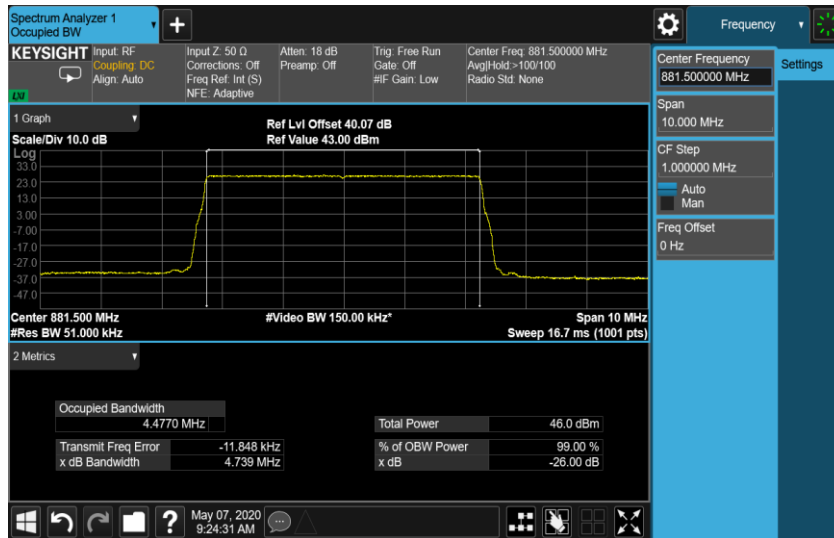 Spectrum Analyzer 1
Occupied BW
Frequency
KEYSIGHT
Input: RF
Coupling: DC
Align: Auto
Input Z: 50 Ω
Corrections: Off
Freq Ref: Int (S)
NFE: Adaptive
Atten: 18 dB
Preamp: Off
Trig: Free Run
Gate: Off
#IF Gain: Low
Center Freq: 881.500000 MHz
Avg|Hold:>100/100
Radio Std: None
LXI
Center Frequency
881.500000 MHz
Settings
Span
10.000 MHz
CF Step
1.000000 MHz
Auto
Man
Freq Offset
0 Hz
1 Graph
Scale/Div 10.0 dB
Ref Lvl Offset 40.07 dB
Ref Value 43.00 dBm
Log
33.0
23.0
13.0
3.00
-7.00
-17.0
-27.0
-37.0
-47.0
Center 881.500 MHz
#Video BW 150.00 kHz*
Span 10 MHz
#Res BW 51.000 kHz
Sweep 16.7 ms (1001 pts)
2 Metrics
Occupied Bandwidth
4.4770 MHz
Total Power 46.0 dBm
Transmit Freq Error -11.848 kHz
% of OBW Power 99.00 %
x dB Bandwidth 4.739 MHz
x dB -26.00 dB
?
May 07, 2020
9:24:31 AM